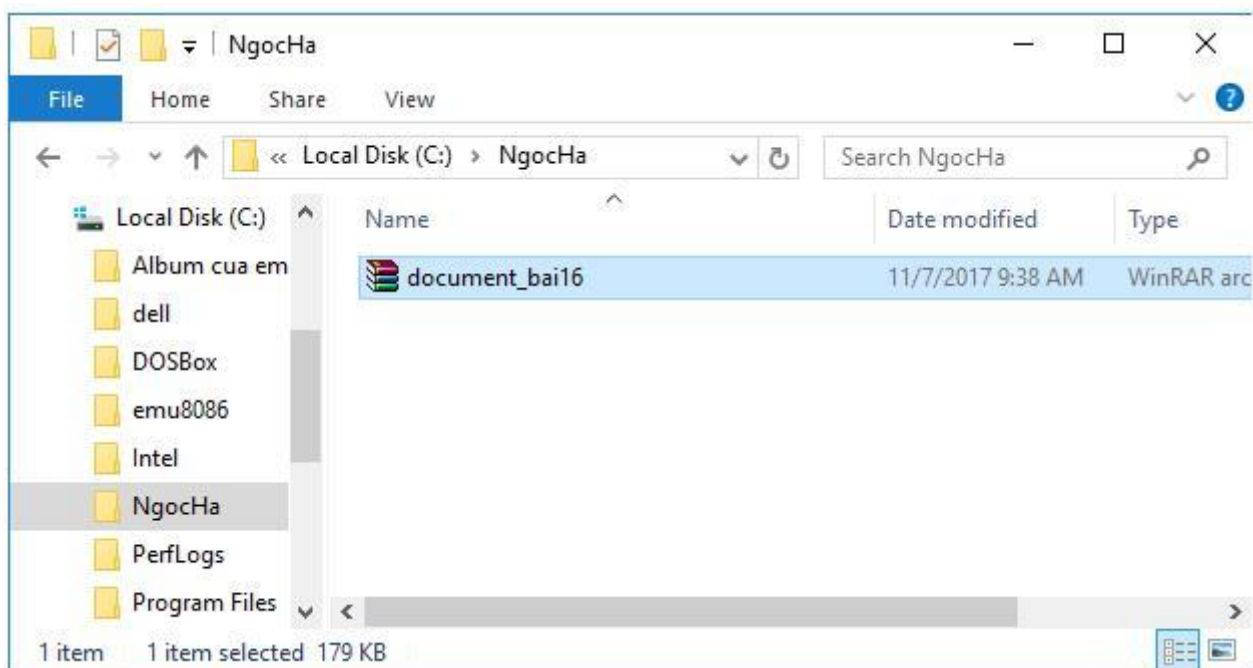 NgocHa
File Home Share View
« Local Disk (C:) > NgocHa Search NgocHa
Local Disk (C:) Name Date modified Type
Album cua em document_bai16 11/7/2017 9:38 AM WinRAR arc
dell
DOSBox
emu8086
Intel
NgocHa
PerfLogs
Program Files
1 item 1 item selected 179 KB